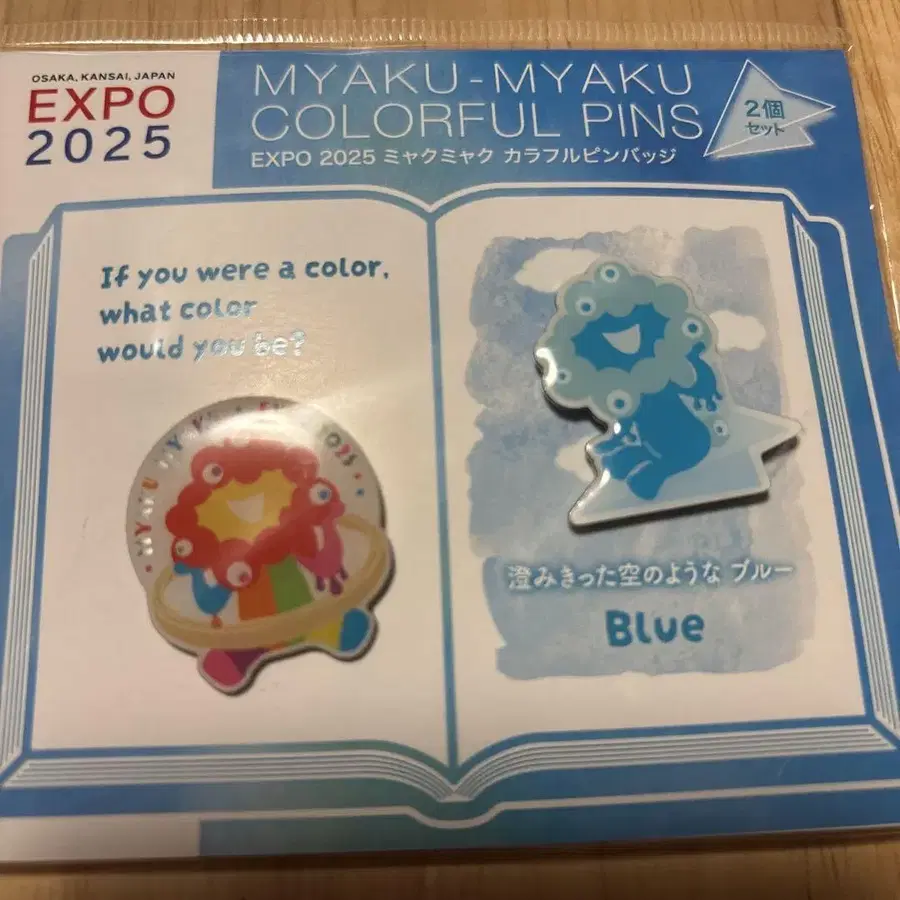 OSAKA, KANSAI, JAPAN
EXPO
2025
MYAKU-MYAKU
COLORFUL PINS
EXPO 2025 ミャクミャク カラフルピンバッジ
2個
セット
If you were a color,
what color
would you be?
澄みきった空のような ブルー
Blue